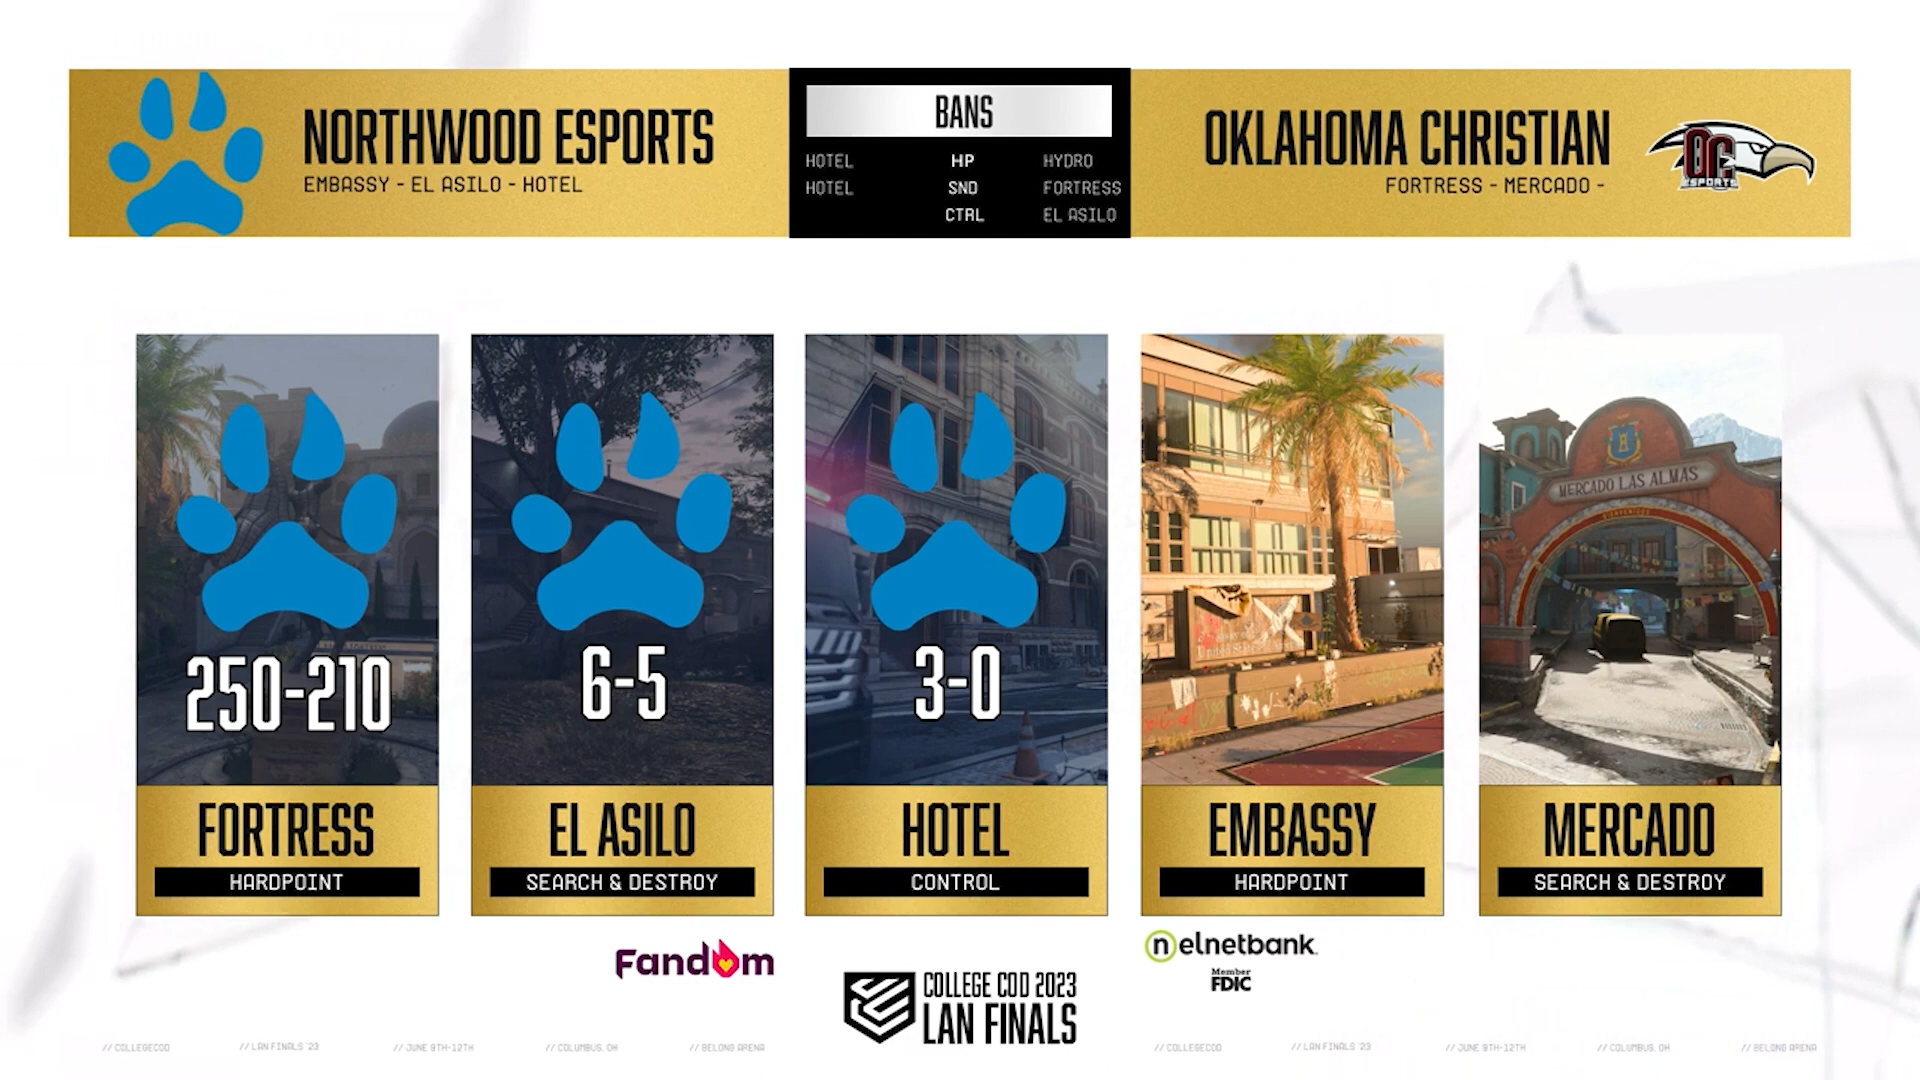 NORTHWOOD ESPORTS
EMBASSY - EL ASILO - HOTEL
BANS
HOTEL HP HYDRO
HOTEL SND FORTRESS
CTRL EL ASILO
OKLAHOMA CHRISTIAN
FORTRESS - MERCADO -
OC
ESPORTS
250-210
FORTRESS
HARDPOINT
6-5
EL ASILO
SEARCH & DESTROY
3-0
HOTEL
CONTROL
EMBASSY
HARDPOINT
MERCADO LAS ALMAS
BIENVENIDOS
MERCADO
SEARCH & DESTROY
Fandom
COLLEGE COD 2023
LAN FINALS
nelnetbank
Member
FDIC
// COLLEGECOD // LAN FINALS '23 // JUNE 9TH-12TH // COLUMBUS, OH // BELONG ARENA
// COLLEGECOD // LAN FINALS '23 // JUNE 9TH-12TH // COLUMBUS, OH // BELONG ARENA